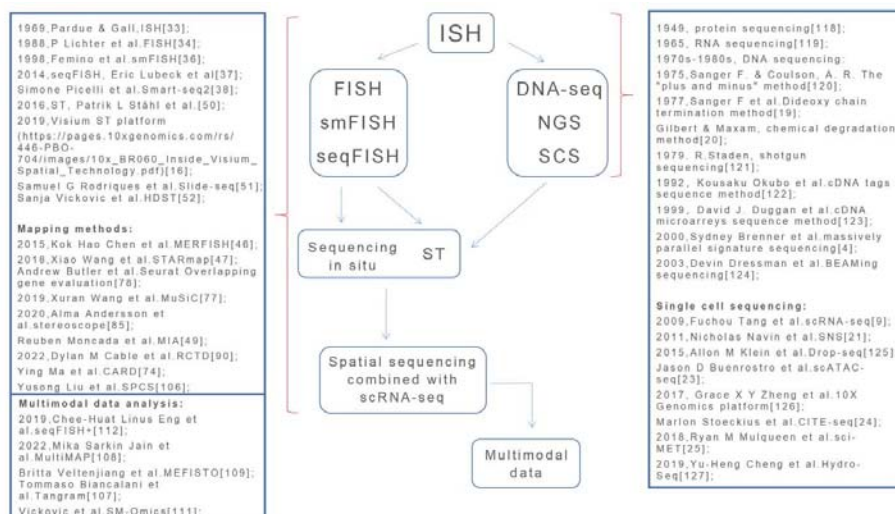 1969,Pardue & Gall,ISH[33];
1988,P Lichter et al.FISH[34];
1998,Femino et al.smFISH[36];
2014,seqFISH, Eric Lubeck et al[37];
Simone Picelli et al.Smart-seq2[38];
2016,ST, Patrik L Ståhl et al.[50];
2019,Visium ST platform
(https://pages.10xgenomics.com/rs/
446-PBO-
704/images/10x_BR060_Inside_Visium_
Spatial_Technology.pdf)[16];
Samuel G Rodriques et al.Slide-seq[51];
Sanja Vickovic et al.HDST[52];
Mapping methods:
2015,Kok Hao Chen et al.MERFISH[46];
2018,Xiao Wang et al.STARmap[47];
Andrew Butler et al.Seurat Overlapping
gene evaluation[78];
2019,Xuran Wang et al.MuSiC[77];
2020,Alma Andersson et
al.stereoscope[85];
Reuben Moncada et al.MIA[49];
2022,Dylan M Cable et al.RCTD[90];
Ying Ma et al.CARD[74];
Yusong Liu et al.SPCS[106];
Multimodal data analysis:
2019,Chee-Huat Linus Eng et
al.seqFISH+[112];
2022,Mika Sarkin Jain et
al.MultiMAP[108];
Britta Veltenjiang et al.MEFISTO[109];
Tommaso Biancalani et
al.Tangram[107];
Vickovic et al.SM-Omics[111];
ISH
FISH
smFISH
seqFISH
DNA-seq
NGS
SCS
Sequencing
in situ
ST
Spatial sequencing
combined with
scRNA-seq
Multimodal
data
1949, protein sequencing[118];
1965, RNA sequencing[119];
1970s-1980s, DNA sequencing:
1975,Sanger F. & Coulson, A. R. The
"plus and minus" method[120];
1977,Sanger F et al.Dideoxy chain
termination method[19];
Gilbert & Maxam, chemical degradation
method[20];
1979, R.Staden, shotgun
sequencing[121];
1992, Kousaku Okubo et al.cDNA tags
sequence method[122];
1999, David J. Duggan et al.cDNA
microarreys sequence method[123];
2000,Sydney Brenner et al.massively
parallel signature sequencing[4];
2003,Devin Dressman et al.BEAMing
sequencing[124];
Single cell sequencing:
2009,Fuchou Tang et al.scRNA-seq[9];
2011,Nicholas Navin et al.SNS[21];
2015,Allon M Klein et al.Drop-seq[125]
Jason D Buenrostro et al.scATAC-
seq[23];
2017, Grace X Y Zheng et al.10X
Genomics platform[126];
Marlon Stoeckius et al.CITE-seq[24];
2018,Ryan M Mulqueen et al.sci-
MET[25];
2019,Yu-Heng Cheng et al.Hydro-
Seq[127];